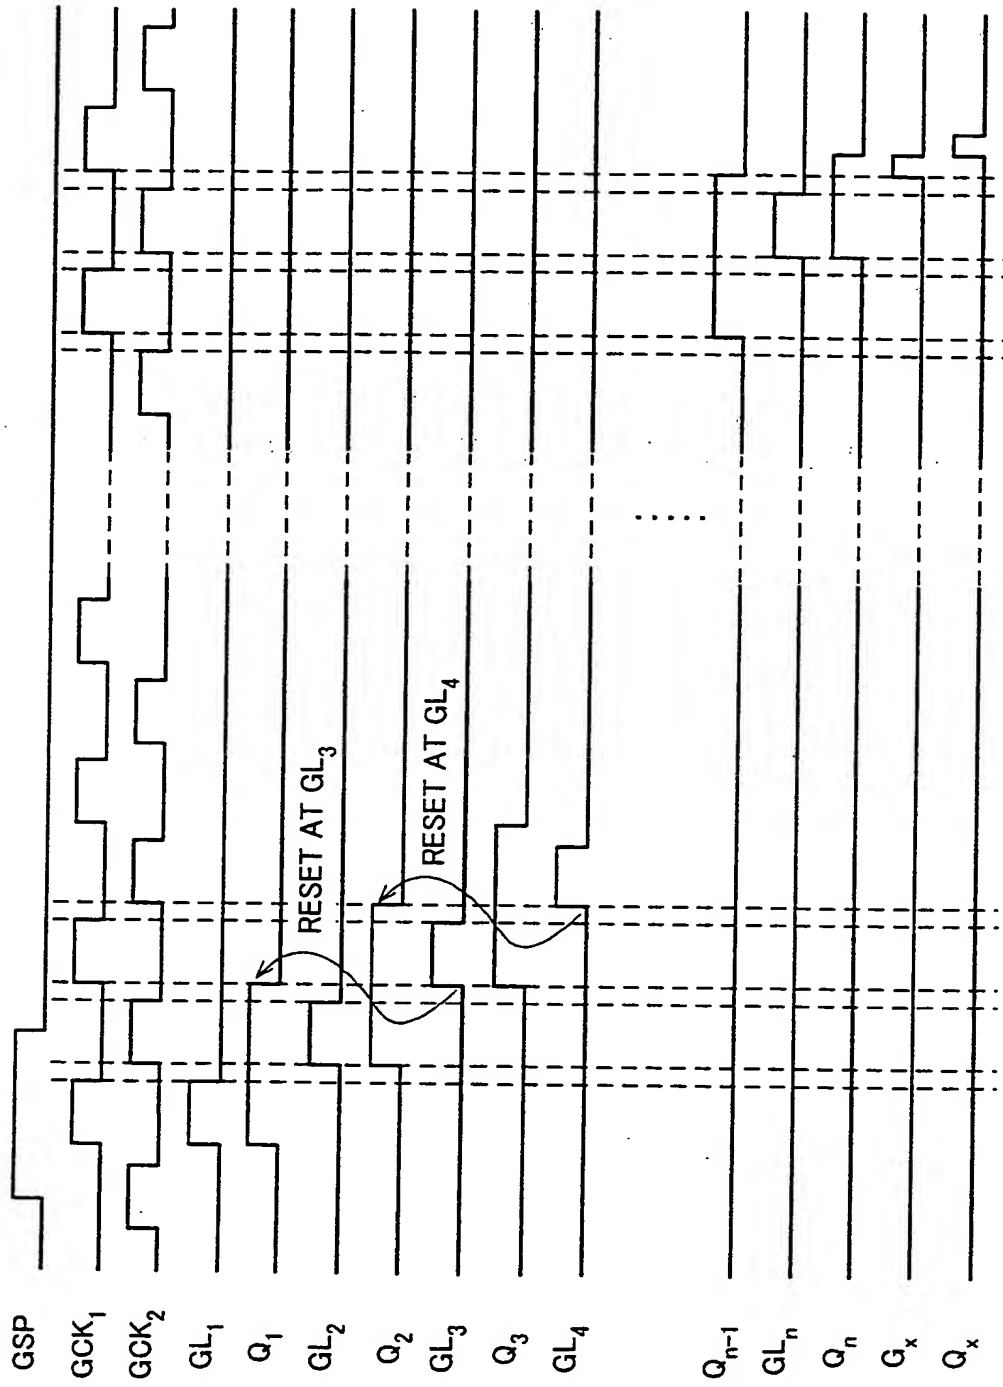 GSP
GCK₁
GCK₂
GL₁
Q₁
GL₂
Q₂
GL₃
Q₃
GL₄
RESET AT GL₃
RESET AT GL₄
.....
Qₙ₋₁
GLₙ
Qₙ
Gₓ
Qₓ